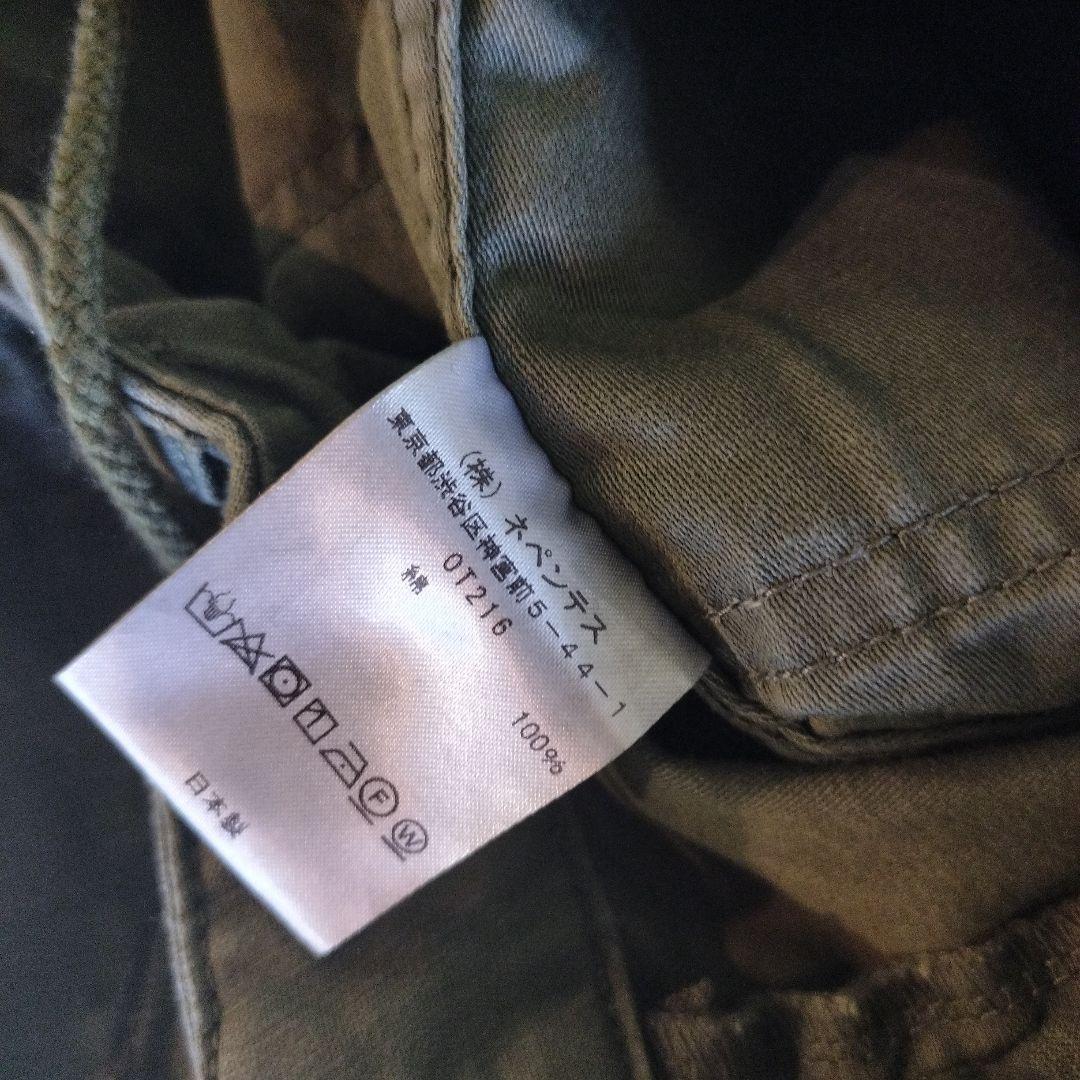 (株) ネペンテス
東京都渋谷区神宮前5-44-1
OT216
綿 100%
F W
日本製